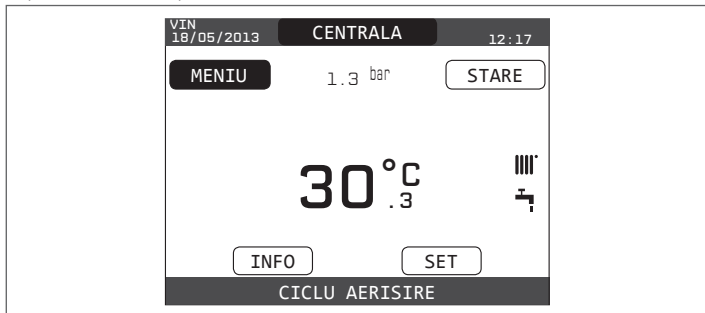 VIN
18/05/2013 CENTRALA 12:17
MENIU 1.3 bar STARE
30.3 °C
INFO SET
CICLU AERISIRE